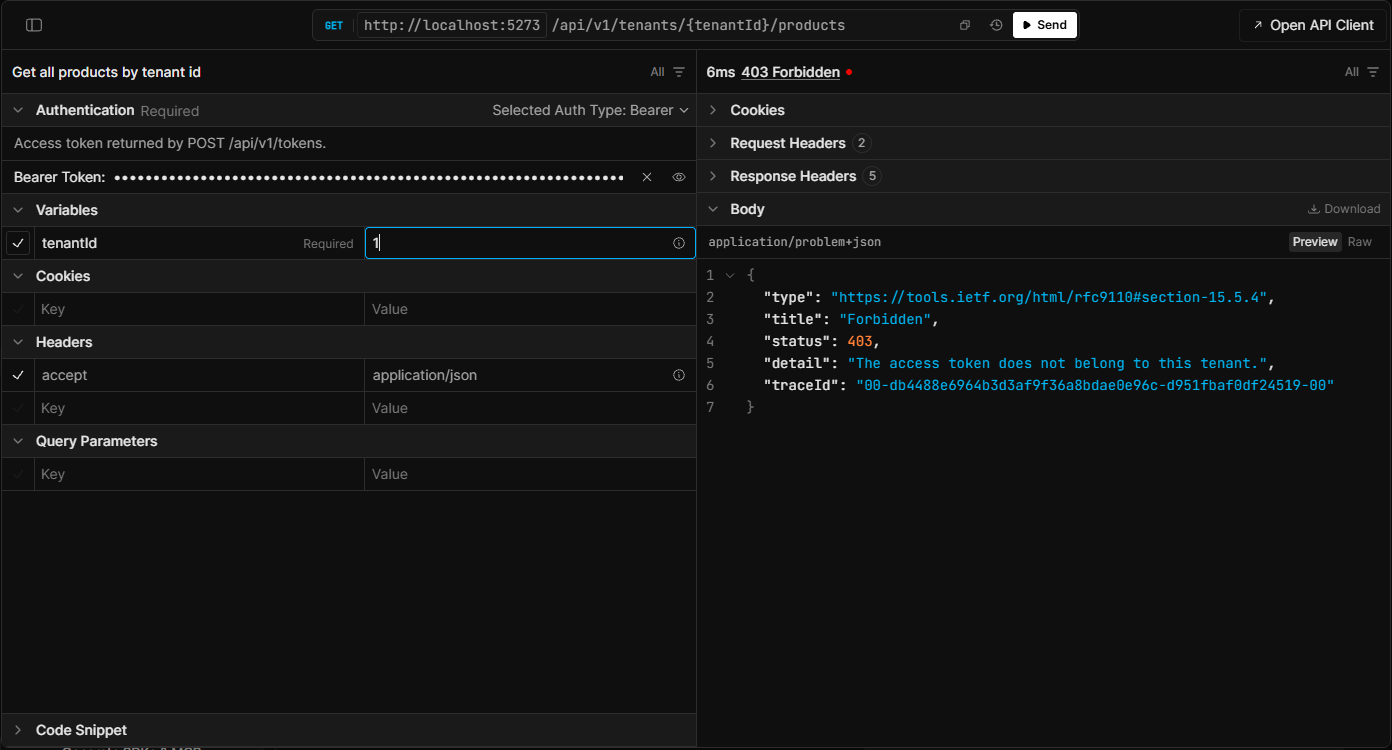 GET http://localhost:5273 /api/v1/tenants/{tenantId}/products Send Open API Client
Get all products by tenant id All
Authentication Required Selected Auth Type: Bearer
Access token returned by POST /api/v1/tokens.
Bearer Token: ••••••••••••••••••••••••••••••••••••••••••••••••••••••••••••••••
Variables
tenantId Required 1
Cookies
Key Value
Headers
accept application/json
Key Value
Query Parameters
Key Value
Code Snippet
6ms 403 Forbidden All
Cookies
Request Headers 2
Response Headers 5
Body Download
application/problem+json Preview Raw
1 {
2 "type": "https://tools.ietf.org/html/rfc9110#section-15.5.4",
3 "title": "Forbidden",
4 "status": 403,
5 "detail": "The access token does not belong to this tenant.",
6 "traceId": "00-db4488e6964b3d3af9f36a8bdae0e96c-d951fbaf0df24519-00"
7 }